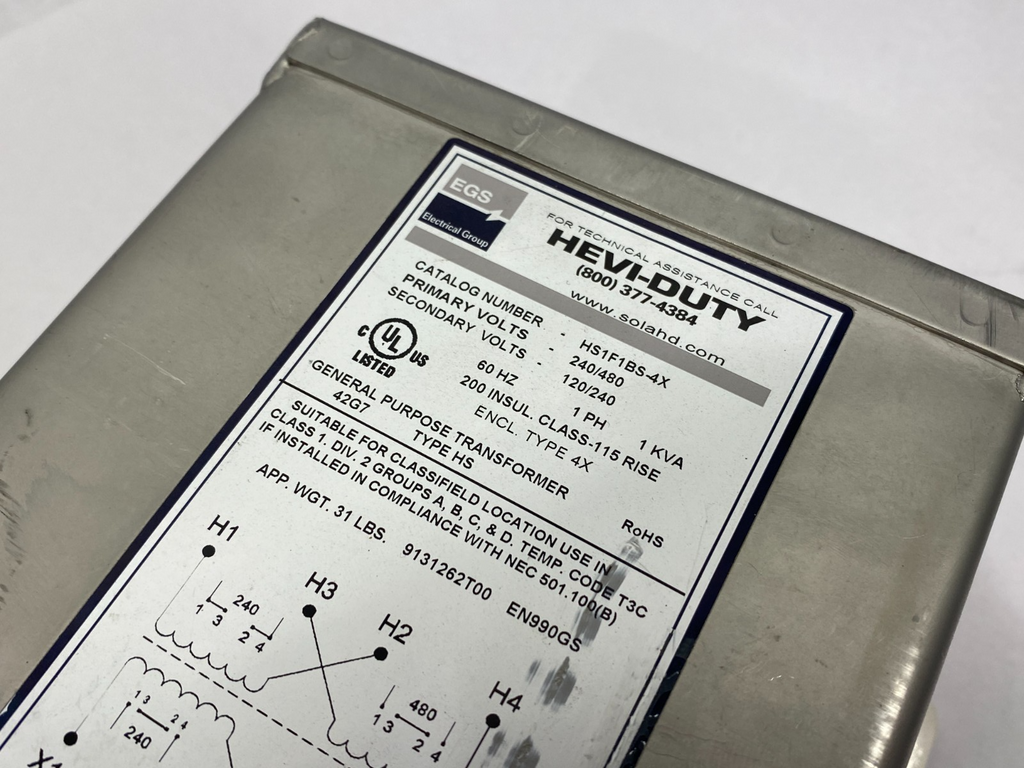 EGS
Electrical Group
FOR TECHNICAL ASSISTANCE CALL
HEVI-DUTY
(800) 377-4384
www.solahd.com
CATALOG NUMBER - HS1F1BS-4X
PRIMARY VOLTS - 240/480
SECONDARY VOLTS - 120/240
C UL US
LISTED
60 HZ 1 PH 1 KVA
200 INSUL. CLASS-115 RISE
ENCL. TYPE 4X
GENERAL PURPOSE TRANSFORMER
42G7 TYPE HS
RoHS
SUITABLE FOR CLASSIFIELD LOCATION USE IN
CLASS 1. DIV. 2 GROUPS A, B, C, & D. TEMP. CODE T3C
IF INSTALLED IN COMPLIANCE WITH NEC 501.100(B)
APP. WGT. 31 LBS. 9131262T00 EN990GS
H1 H3 H2 H4
240
1 3 2 4
480
1 3 2 4
1 3 2 4
240
X1